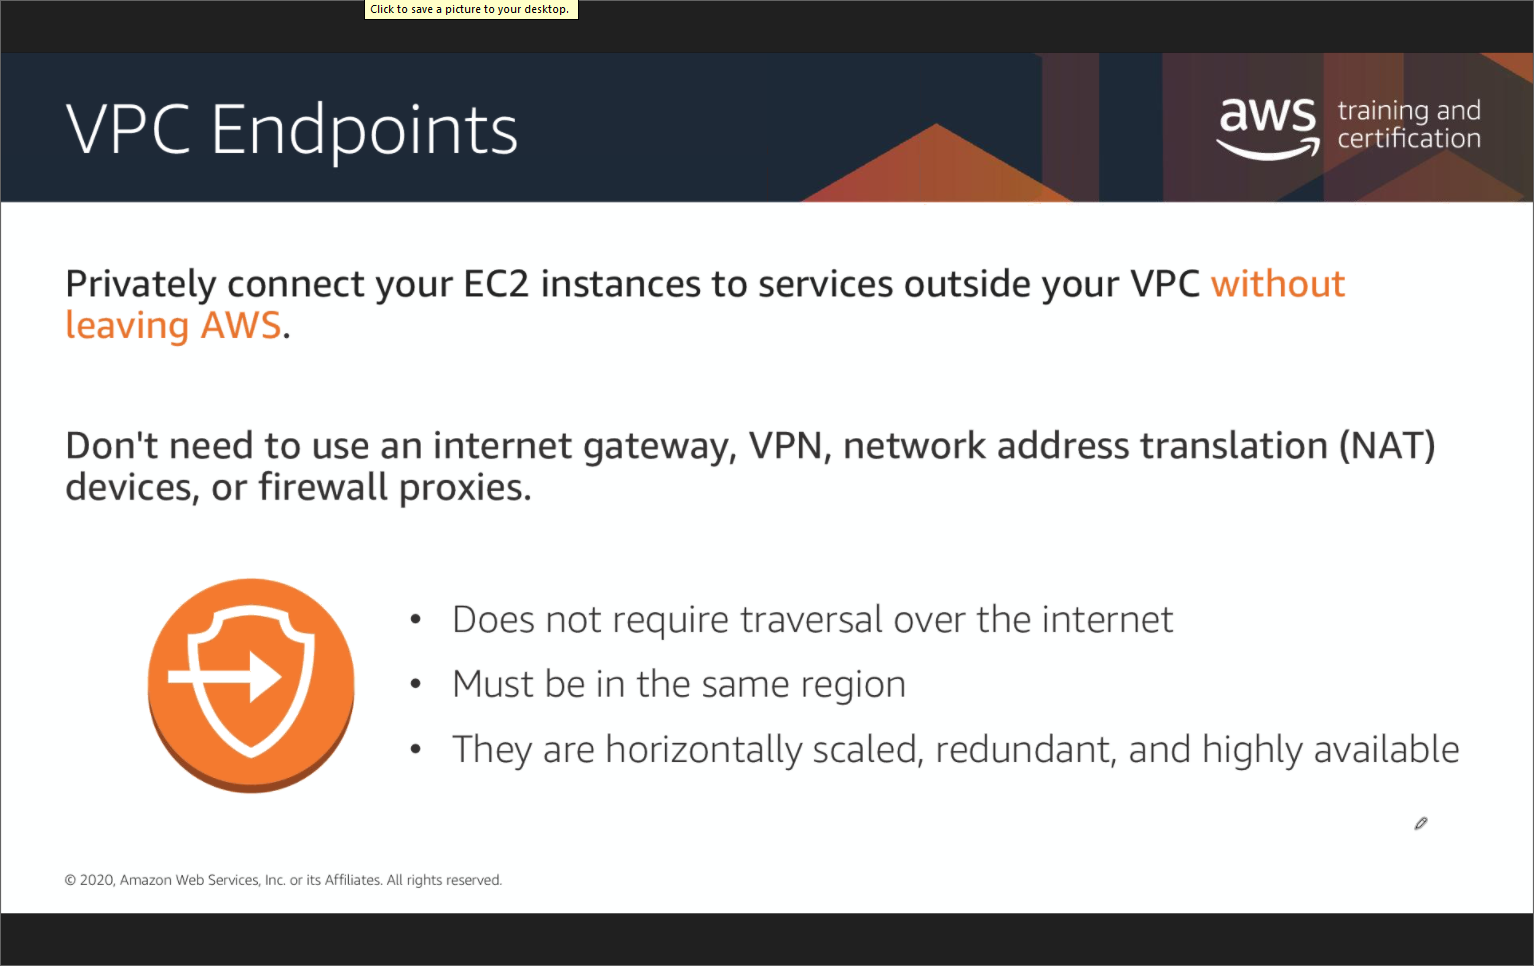 Click to save a picture to your desktop.
VPC Endpoints
aws training and
certification
Privately connect your EC2 instances to services outside your VPC without
leaving AWS.
Don't need to use an internet gateway, VPN, network address translation (NAT)
devices, or firewall proxies.
• Does not require traversal over the internet
• Must be in the same region
• They are horizontally scaled, redundant, and highly available
© 2020, Amazon Web Services, Inc. or its Affiliates. All rights reserved.